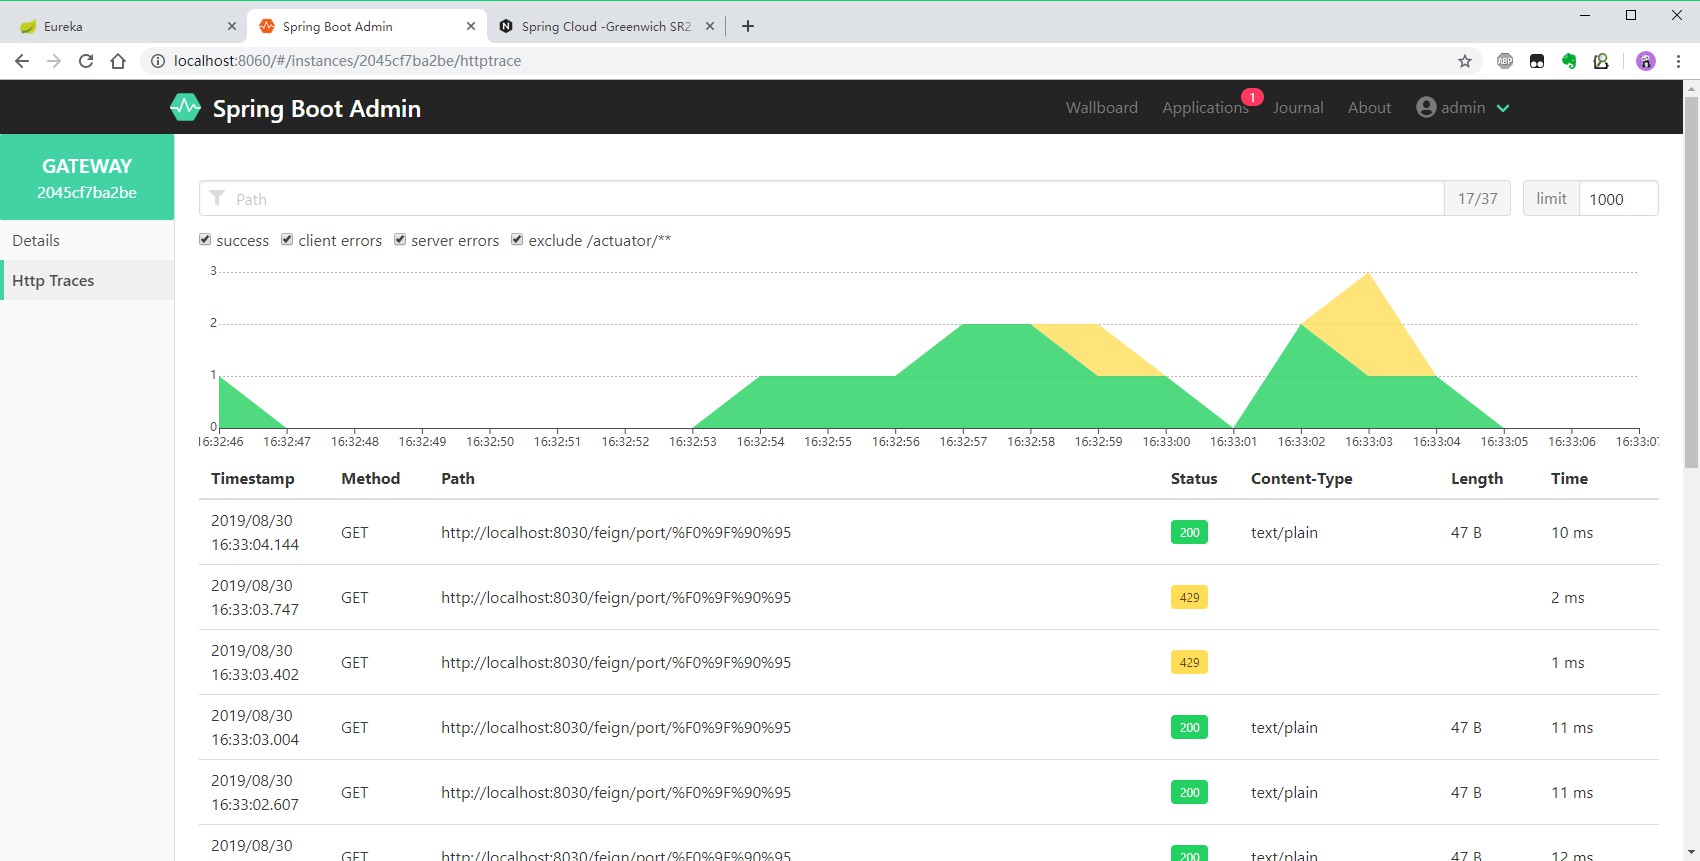 Eureka
Spring Boot Admin
Spring Cloud -Greenwich SR2
localhost:8060/#/instances/2045cf7ba2be/httptrace
ABP
Spring Boot Admin
Wallboard Applications 1 Journal About admin
GATEWAY
2045cf7ba2be
Details
Http Traces
Path 17/37 limit 1000
success client errors server errors exclude /actuator/**
3
2
1
0
16:32:46 16:32:47 16:32:48 16:32:49 16:32:50 16:32:51 16:32:52 16:32:53 16:32:54 16:32:55 16:32:56 16:32:57 16:32:58 16:32:59 16:33:00 16:33:01 16:33:02 16:33:03 16:33:04 16:33:05 16:33:06 16:33:07
Timestamp Method Path Status Content-Type Length Time
2019/08/30
16:33:04.144 GET http://localhost:8030/feign/port/%F0%9F%90%95 200 text/plain 47 B 10 ms
2019/08/30
16:33:03.747 GET http://localhost:8030/feign/port/%F0%9F%90%95 429 2 ms
2019/08/30
16:33:03.402 GET http://localhost:8030/feign/port/%F0%9F%90%95 429 1 ms
2019/08/30
16:33:03.004 GET http://localhost:8030/feign/port/%F0%9F%90%95 200 text/plain 47 B 11 ms
2019/08/30
16:33:02.607 GET http://localhost:8030/feign/port/%F0%9F%90%95 200 text/plain 47 B 11 ms
2019/08/30
GET http://localhost:8030/feign/port/%F0%9F%90%95 200 text/plain 47 B 12 ms